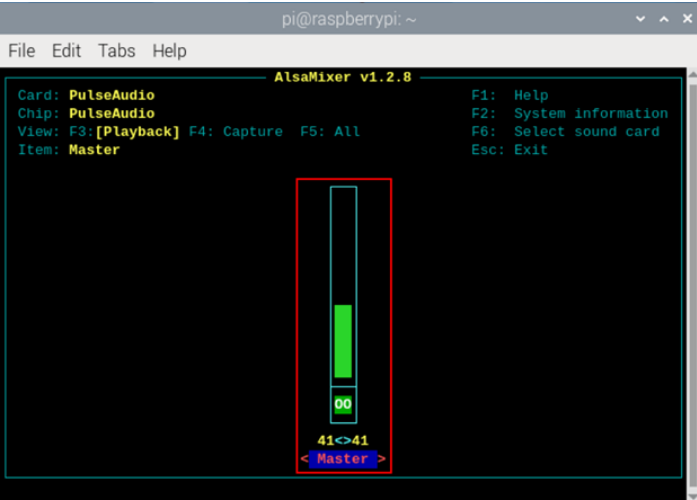 pi@raspberrypi: ~
File Edit Tabs Help
AlsaMixer v1.2.8
Card: PulseAudio F1: Help
Chip: PulseAudio F2: System information
View: F3:[Playback] F4: Capture F5: All F6: Select sound card
Item: Master Esc: Exit
OO
41<>41
< Master >